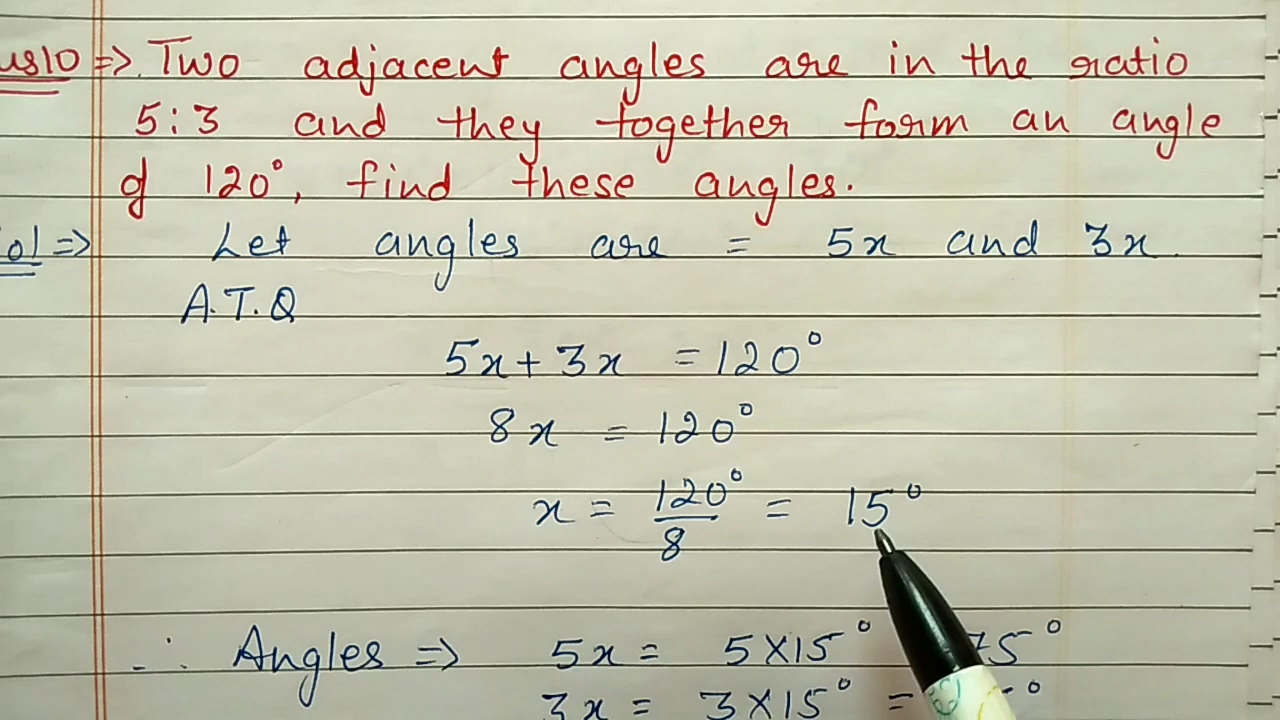 => Two adjacent angles are in the ratio
5:3 and they together form an angle
of 120°, find these angles.
=> Let angles are = 5x and 3x.
A.T.Q
5x + 3x = 120°
8x = 120°
x = 120°/8 = 15°
∴ Angles => 5x = 5×15° 75°
3x = 3×15° =